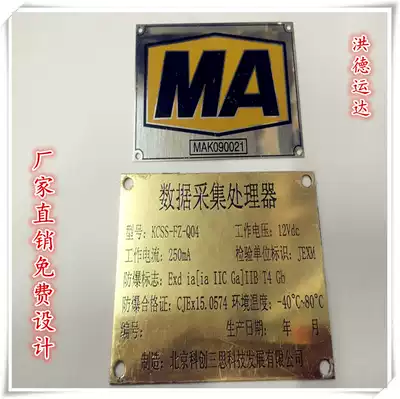 MA
MAK090021
洪德运达
厂家直销免费设计
数据采集处理器
型号: KCSS-FZ-Q04 工作电压: 12Vdc
工作电流: 250mA 检验单位标识: JEXM
防爆标志: Exd ia[ia IIC Ga]IIB T4 Gb
防爆合格证: CJEx15.0574 环境温度: -40℃~80℃
编号: 生产日期: 年 月
制造: 北京科创三思科技发展有限公司